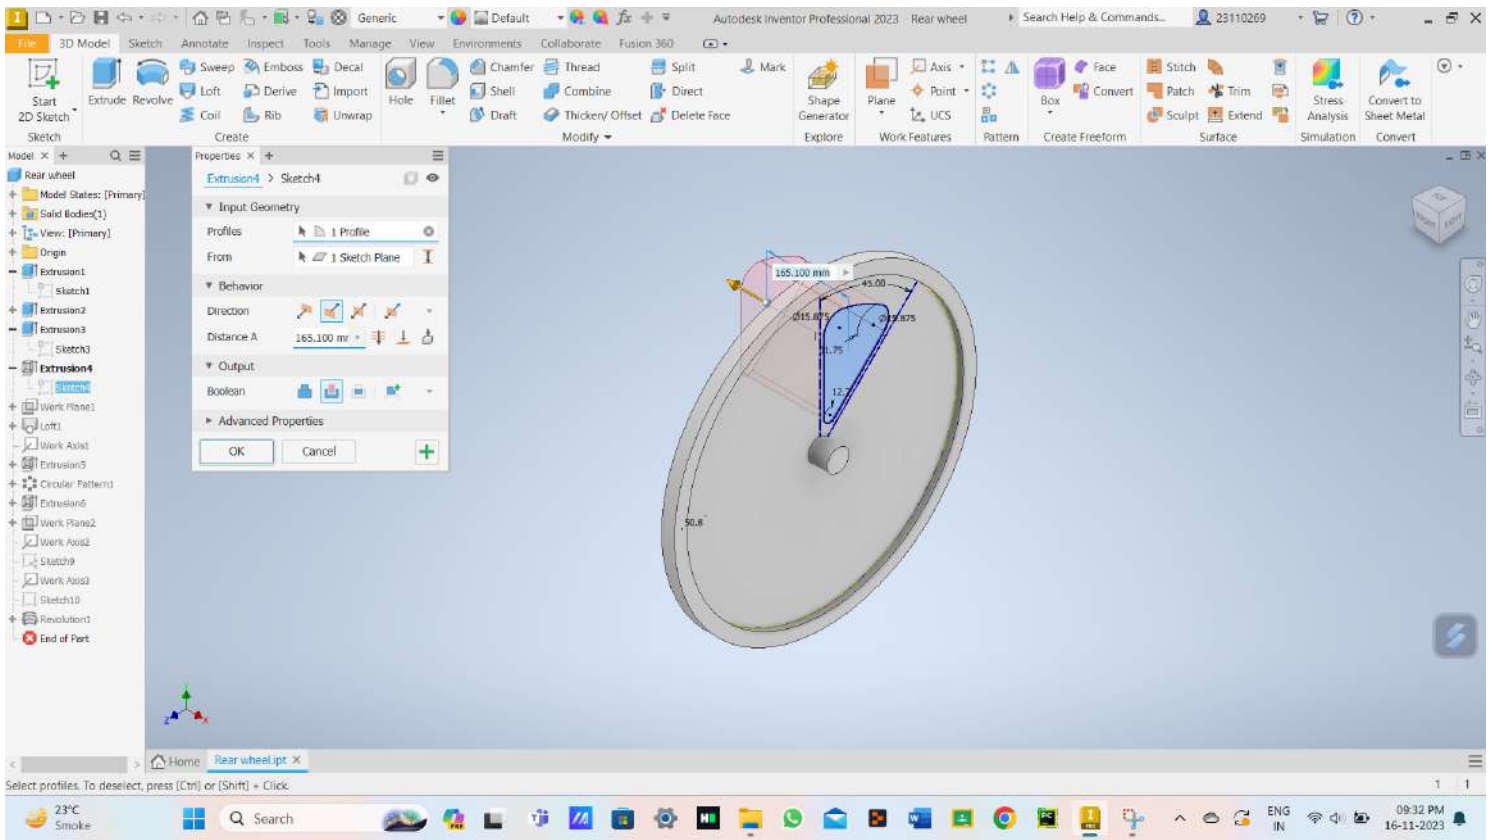 Generic
Default
Autodesk Inventor Professional 2023 Rear wheel
Search Help & Commands...
23110269
File 3D Model Sketch Annotate Inspect Tools Manage View Environments Collaborate Fusion 360
Start
2D Sketch
Extrude Revolve
Sweep Emboss Decal
Loft Derive Import
Coil Rib Unwrap
Hole Fillet
Chamfer Thread Split Mark
Shell Combine Direct
Draft Thicken/ Offset Delete Face
Shape
Generator
Plane
Axis
Point
UCS
Box
Face
Convert
Stitch
Patch Trim
Sculpt Extend
Stress
Analysis
Convert to
Sheet Metal
Sketch Create Modify Explore Work Features Pattern Create Freeform Surface Simulation Convert
Model × +
Rear wheel
Model States: [Primary]
Solid Bodies(1)
View: [Primary]
Origin
Extrusion1
Sketch1
Extrusion2
Extrusion3
Sketch3
Extrusion4
Sketch4
Work Plane1
Loft1
Work Axis1
Extrusion5
Circular Pattern1
Extrusion6
Work Plane2
Work Axis2
Sketch9
Work Axis3
Sketch10
Revolution1
End of Part
Properties × +
Extrusion4 > Sketch4
Input Geometry
Profiles 1 Profile
From 1 Sketch Plane
Behavior
Direction
Distance A 165.100 mr
Output
Boolean
Advanced Properties
OK Cancel
165.100 mm
45.00
50.8
Home Rear wheel.ipt ×
Select profiles. To deselect, press [Ctrl] or [Shift] + Click.
1 1
23°C
Smoke
Search
ENG
IN
09:32 PM
16-11-2023